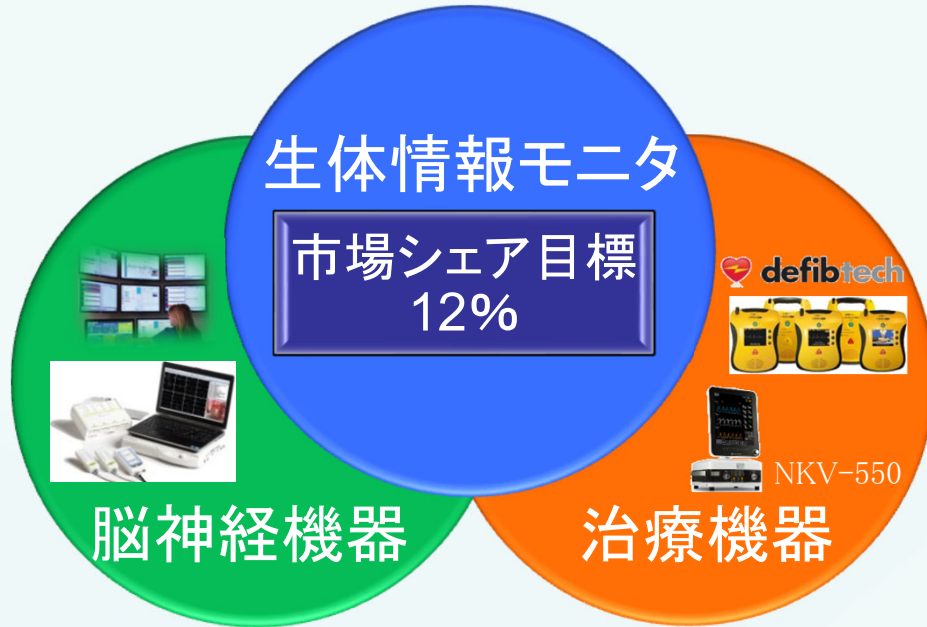 生体情報モニタ
市場シェア目標
12%
defibtech
NKV-550
脳神経機器
治療機器